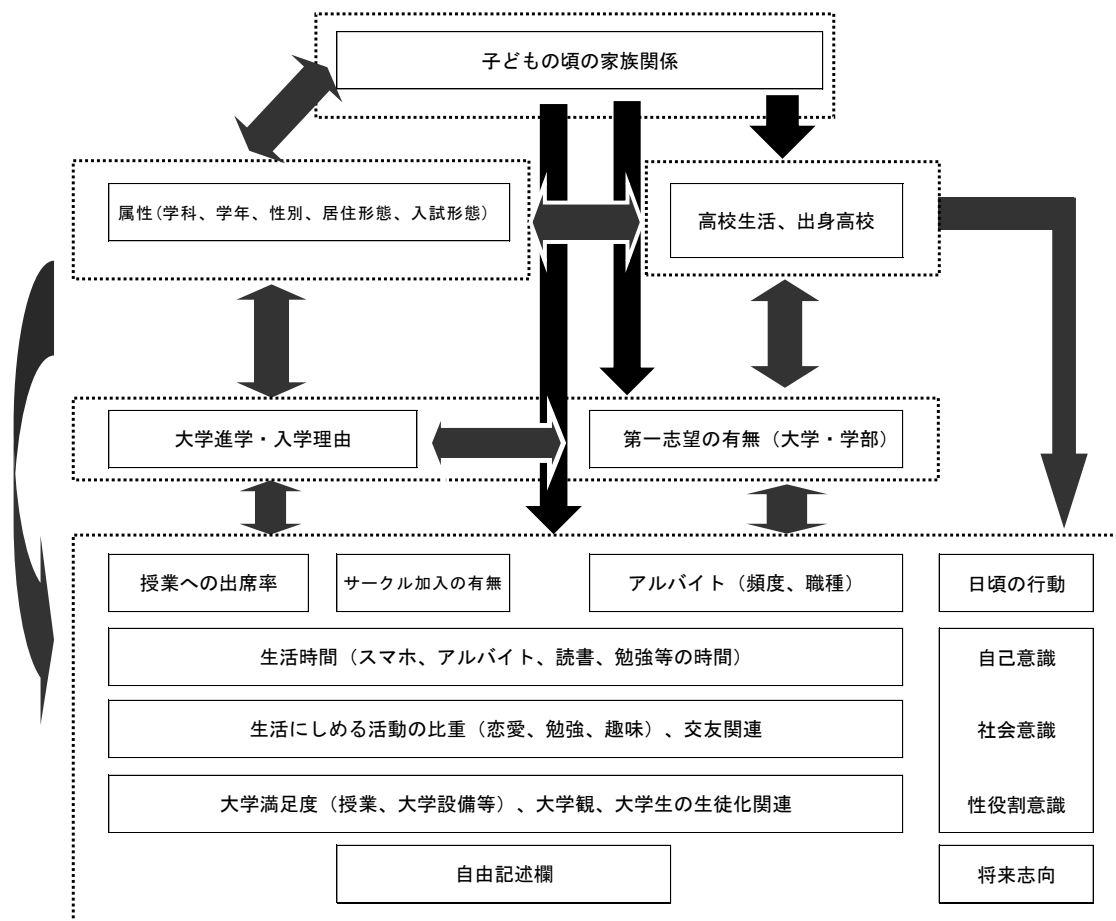 子どもの頃の家族関係
属性(学科、学年、性別、居住形態、入試形態)
高校生活、出身高校
大学進学・入学理由
第一志望の有無（大学・学部）
授業への出席率
サークル加入の有無
アルバイト（頻度、職種）
日頃の行動
生活時間（スマホ、アルバイト、読書、勉強等の時間）
自己意識
生活にしめる活動の比重（恋愛、勉強、趣味）、交友関連
社会意識
大学満足度（授業、大学設備等）、大学観、大学生の生徒化関連
性役割意識
自由記述欄
将来志向